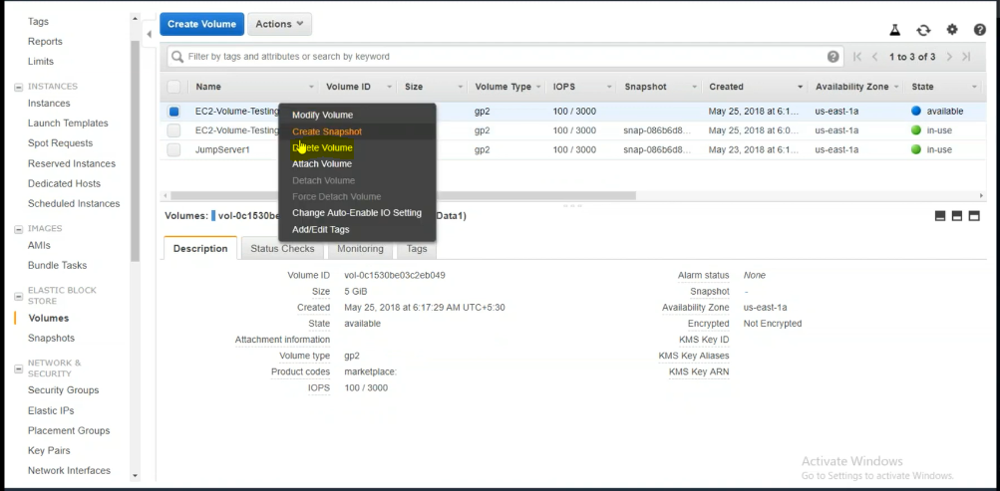 Tags
Reports
Limits
INSTANCES
Instances
Launch Templates
Spot Requests
Reserved Instances
Dedicated Hosts
Scheduled Instances
IMAGES
AMIs
Bundle Tasks
ELASTIC BLOCK
STORE
Volumes
Snapshots
NETWORK &
SECURITY
Security Groups
Elastic IPs
Placement Groups
Key Pairs
Network Interfaces
Create Volume Actions
Filter by tags and attributes or search by keyword 1 to 3 of 3
Name Volume ID Size Volume Type IOPS Snapshot Created Availability Zone State
EC2-Volume-Testing gp2 100 / 3000 May 25, 2018 at 6:1... us-east-1a available
EC2-Volume-Testing gp2 100 / 3000 snap-086b6d8... May 25, 2018 at 6:0... us-east-1a in-use
JumpServer1 gp2 100 / 3000 snap-086b6d8... May 23, 2018 at 6:1... us-east-1a in-use
Modify Volume
Create Snapshot
Delete Volume
Attach Volume
Detach Volume
Force Detach Volume
Change Auto-Enable IO Setting
Add/Edit Tags
Volumes: vol-0c1530be Data1)
Description Status Checks Monitoring Tags
Volume ID vol-0c1530be03c2eb049
Size 5 GiB
Created May 25, 2018 at 6:17:29 AM UTC+5:30
State available
Attachment information
Volume type gp2
Product codes marketplace:
IOPS 100 / 3000
Alarm status None
Snapshot -
Availability Zone us-east-1a
Encrypted Not Encrypted
KMS Key ID
KMS Key Aliases
KMS Key ARN
Activate Windows
Go to Settings to activate Windows.